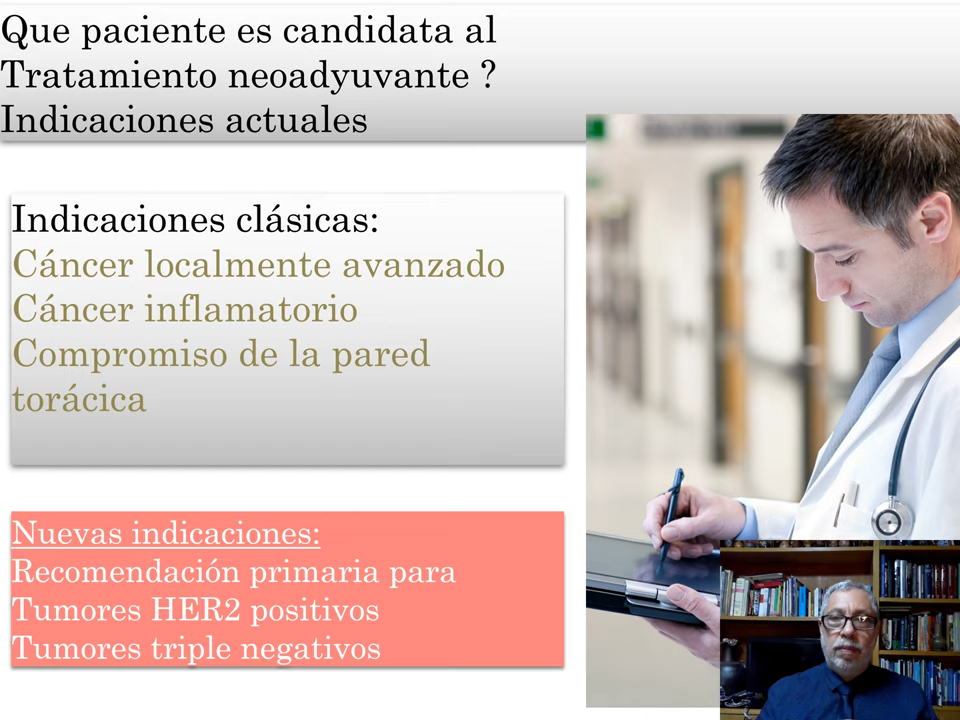 Que paciente es candidata al
Tratamiento neoadyuvante ?
Indicaciones actuales
Indicaciones clásicas:
Cáncer localmente avanzado
Cáncer inflamatorio
Compromiso de la pared
torácica
Nuevas indicaciones:
Recomendación primaria para
Tumores HER2 positivos
Tumores triple negativos